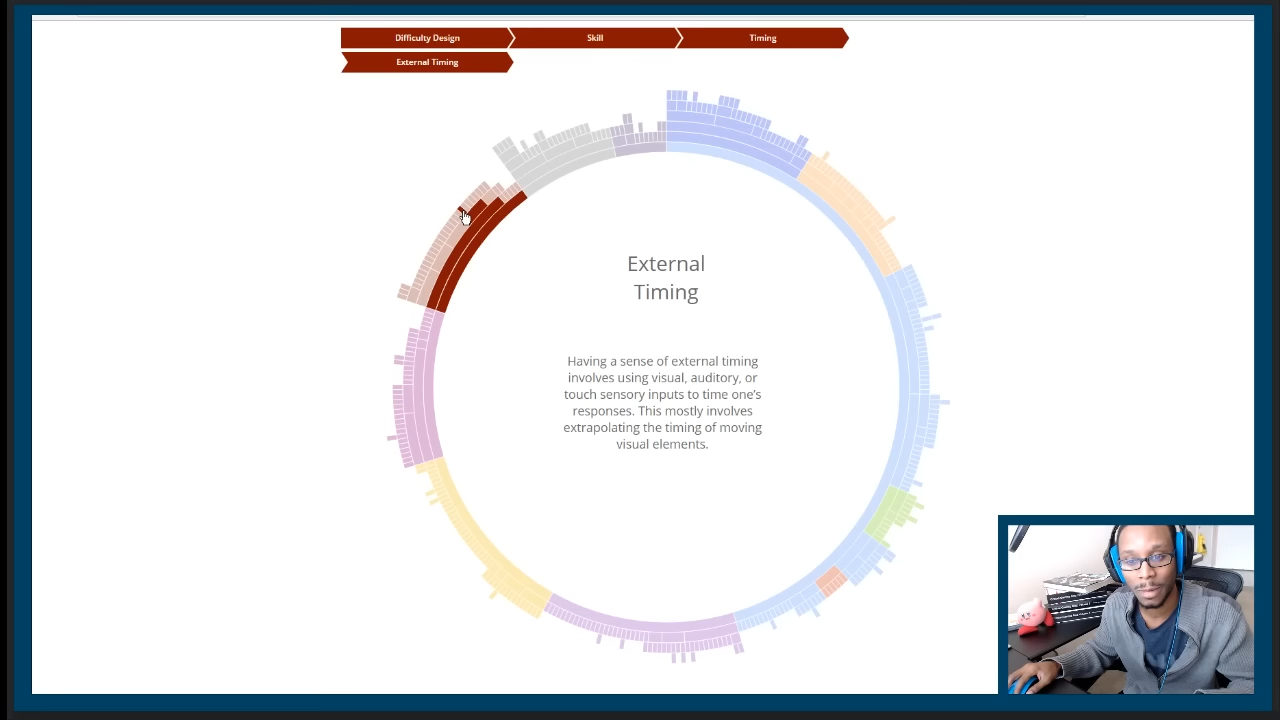 Difficulty Design
Skill
Timing
External Timing
External
Timing
Having a sense of external timing
involves using visual, auditory, or
touch sensory inputs to time one's
responses. This mostly involves
extrapolating the timing of moving
visual elements.